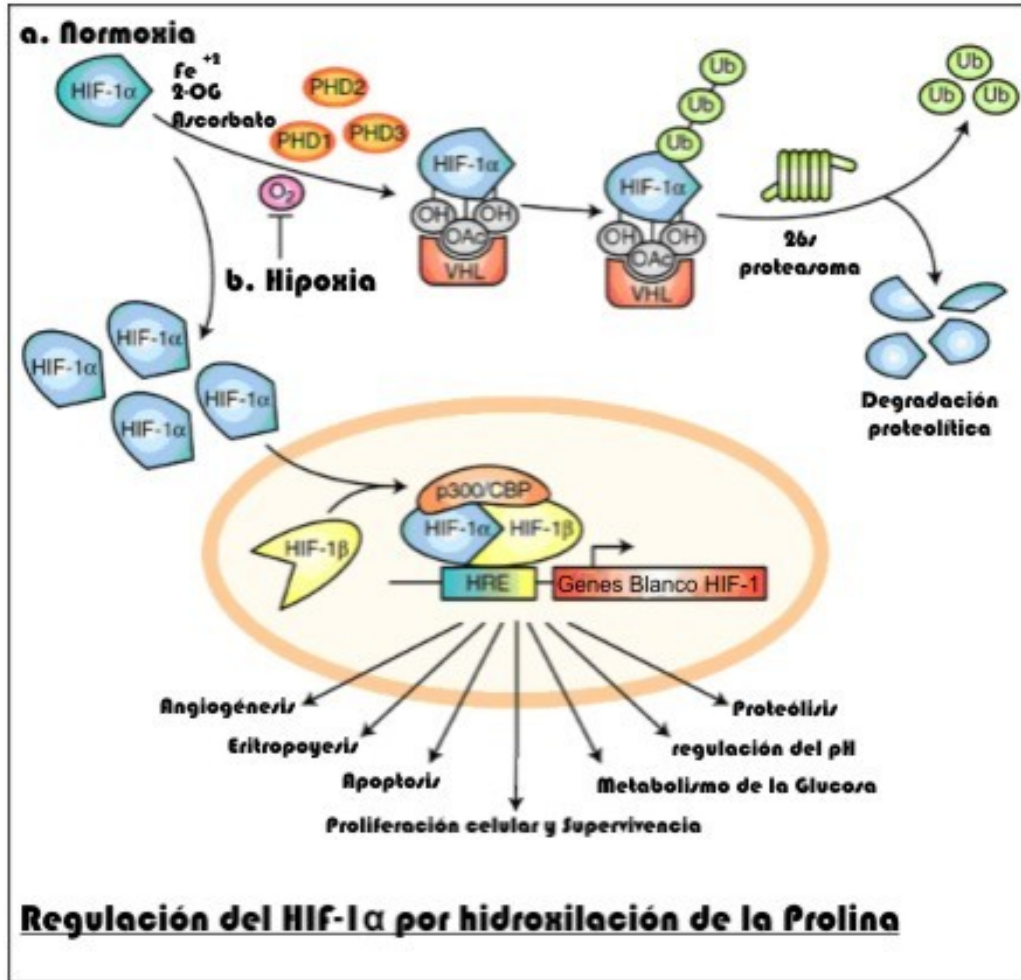 a. Normoxia
HIF-1α
Fe +2
2-OG
Ascorbato
PHD2
PHD1
PHD3
O2
HIF-1α
OH
OH
OAc
VHL
Ub
Ub
Ub
HIF-1α
OH
OH
OAc
VHL
26s
proteasoma
Ub
Ub
Ub
Degradación
proteolítica
b. Hipoxia
HIF-1α
HIF-1α
HIF-1α
HIF-1α
HIF-1β
p300/CBP
HIF-1α
HIF-1β
HRE
Genes Blanco HIF-1
Angiogénesis
Eritropoyesis
Apoptosis
Proliferación celular y Supervivencia
Metabolismo de la Glucosa
regulación del pH
Proteólisis
Regulación del HIF-1α por hidroxilación de la Prolina